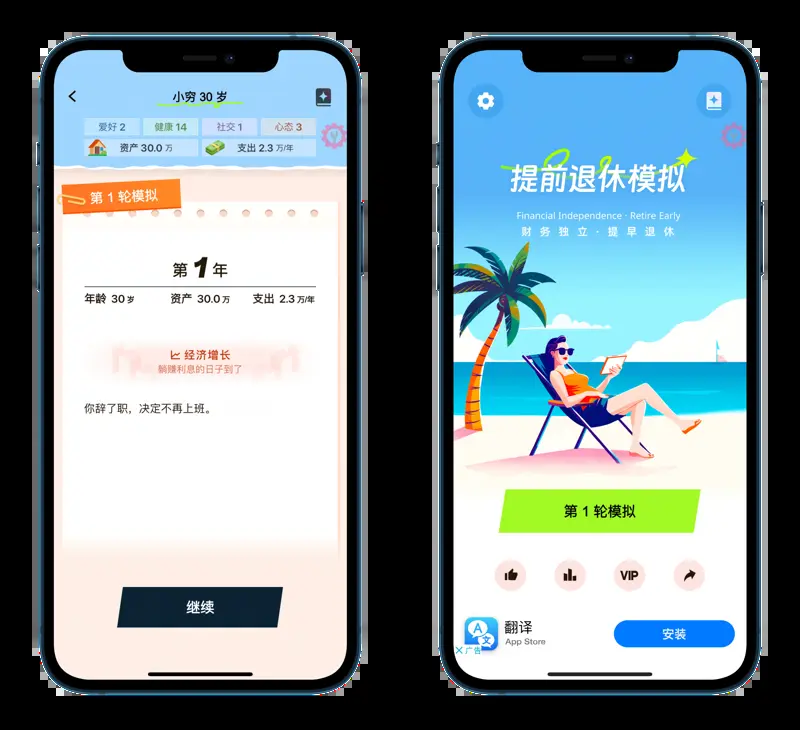 小穷 30 岁
爱好 2 健康 14 社交 1 心态 3
资产 30.0 万 支出 2.3 万/年
第 1 轮模拟
第 1 年
年龄 30 岁 资产 30.0 万 支出 2.3 万/年
经济增长
躺赚利息的日子到了
你辞了职，决定不再上班。
继续
提前退休模拟
Financial Independence · Retire Early
财务独立 · 提早退休
第 1 轮模拟
VIP
翻译
App Store
广告
安装